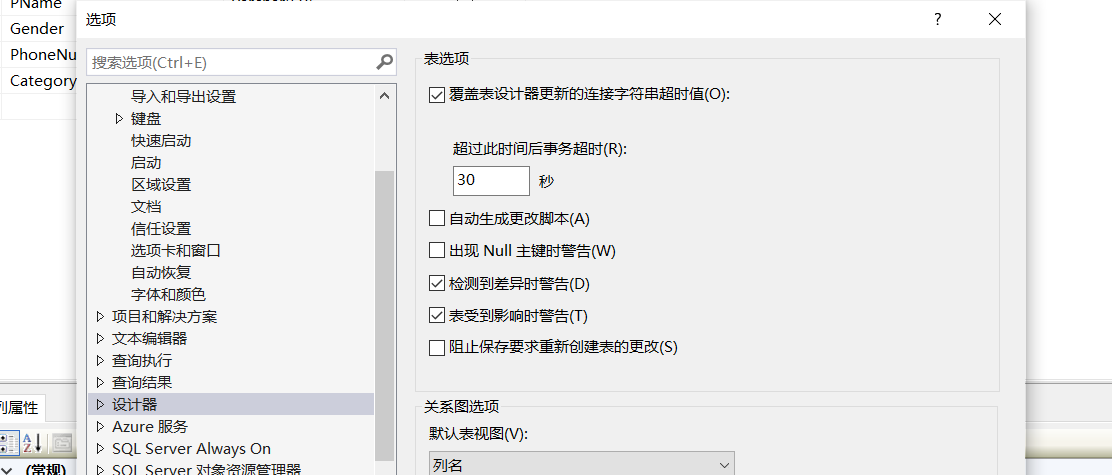 PName
选项
?
Gender
PhoneNu
Category
搜索选项(Ctrl+E)
导入和导出设置
键盘
快速启动
启动
区域设置
文档
信任设置
选项卡和窗口
自动恢复
字体和颜色
项目和解决方案
文本编辑器
查询执行
查询结果
设计器
Azure 服务
SQL Server Always On
SQL Server 对象资源管理器
表选项
覆盖表设计器更新的连接字符串超时值(O):
超过此时间后事务超时(R):
30 秒
自动生成更改脚本(A)
出现 Null 主键时警告(W)
检测到差异时警告(D)
表受到影响时警告(T)
阻止保存要求重新创建表的更改(S)
关系图选项
默认表视图(V):
列名
列属性
(常规)